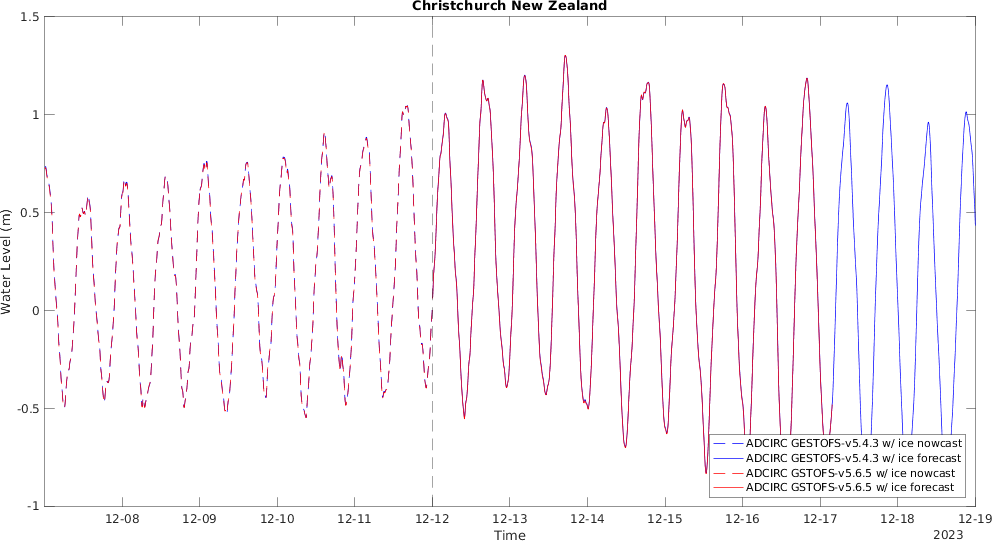 Christchurch New Zealand
1.5
1
0.5
0
-0.5
-1
Water Level (m)
12-08
12-09
12-10
12-11
12-12
12-13
12-14
12-15
12-16
12-17
12-18
12-19
Time
2023
ADCIRC GESTOFS-v5.4.3 w/ ice nowcast
ADCIRC GESTOFS-v5.4.3 w/ ice forecast
ADCIRC GSTOFS-v5.6.5 w/ ice nowcast
ADCIRC GSTOFS-v5.6.5 w/ ice forecast